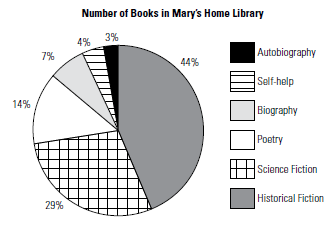 Number of Books in Mary's Home Library
3%
4%
7%
44%
14%
29%
Autobiography
Self-help
Biography
Poetry
Science Fiction
Historical Fiction